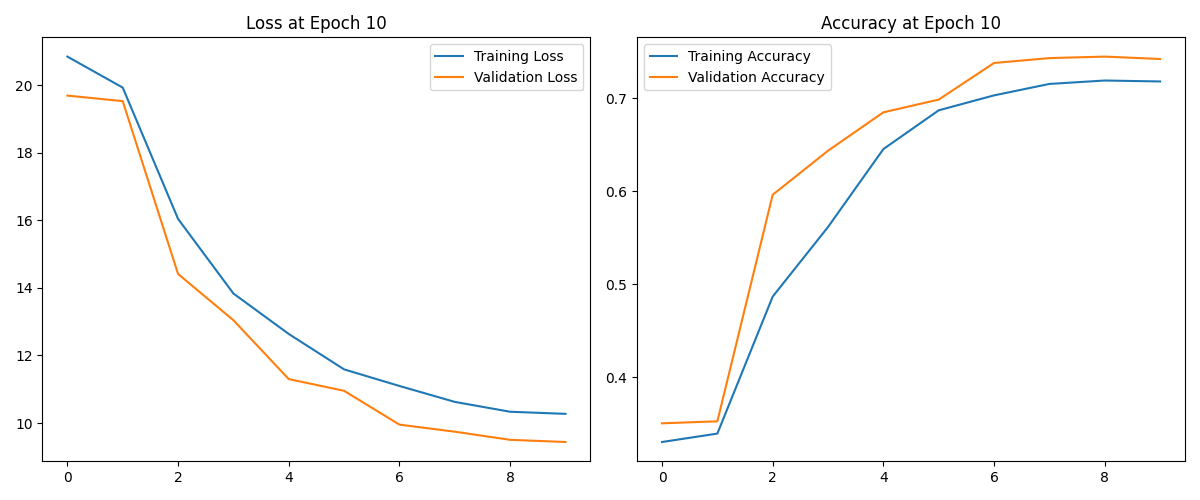 Loss at Epoch 10
Training Loss
Validation Loss
20
18
16
14
12
10
0 2 4 6 8
Accuracy at Epoch 10
Training Accuracy
Validation Accuracy
0.7
0.6
0.5
0.4
0 2 4 6 8